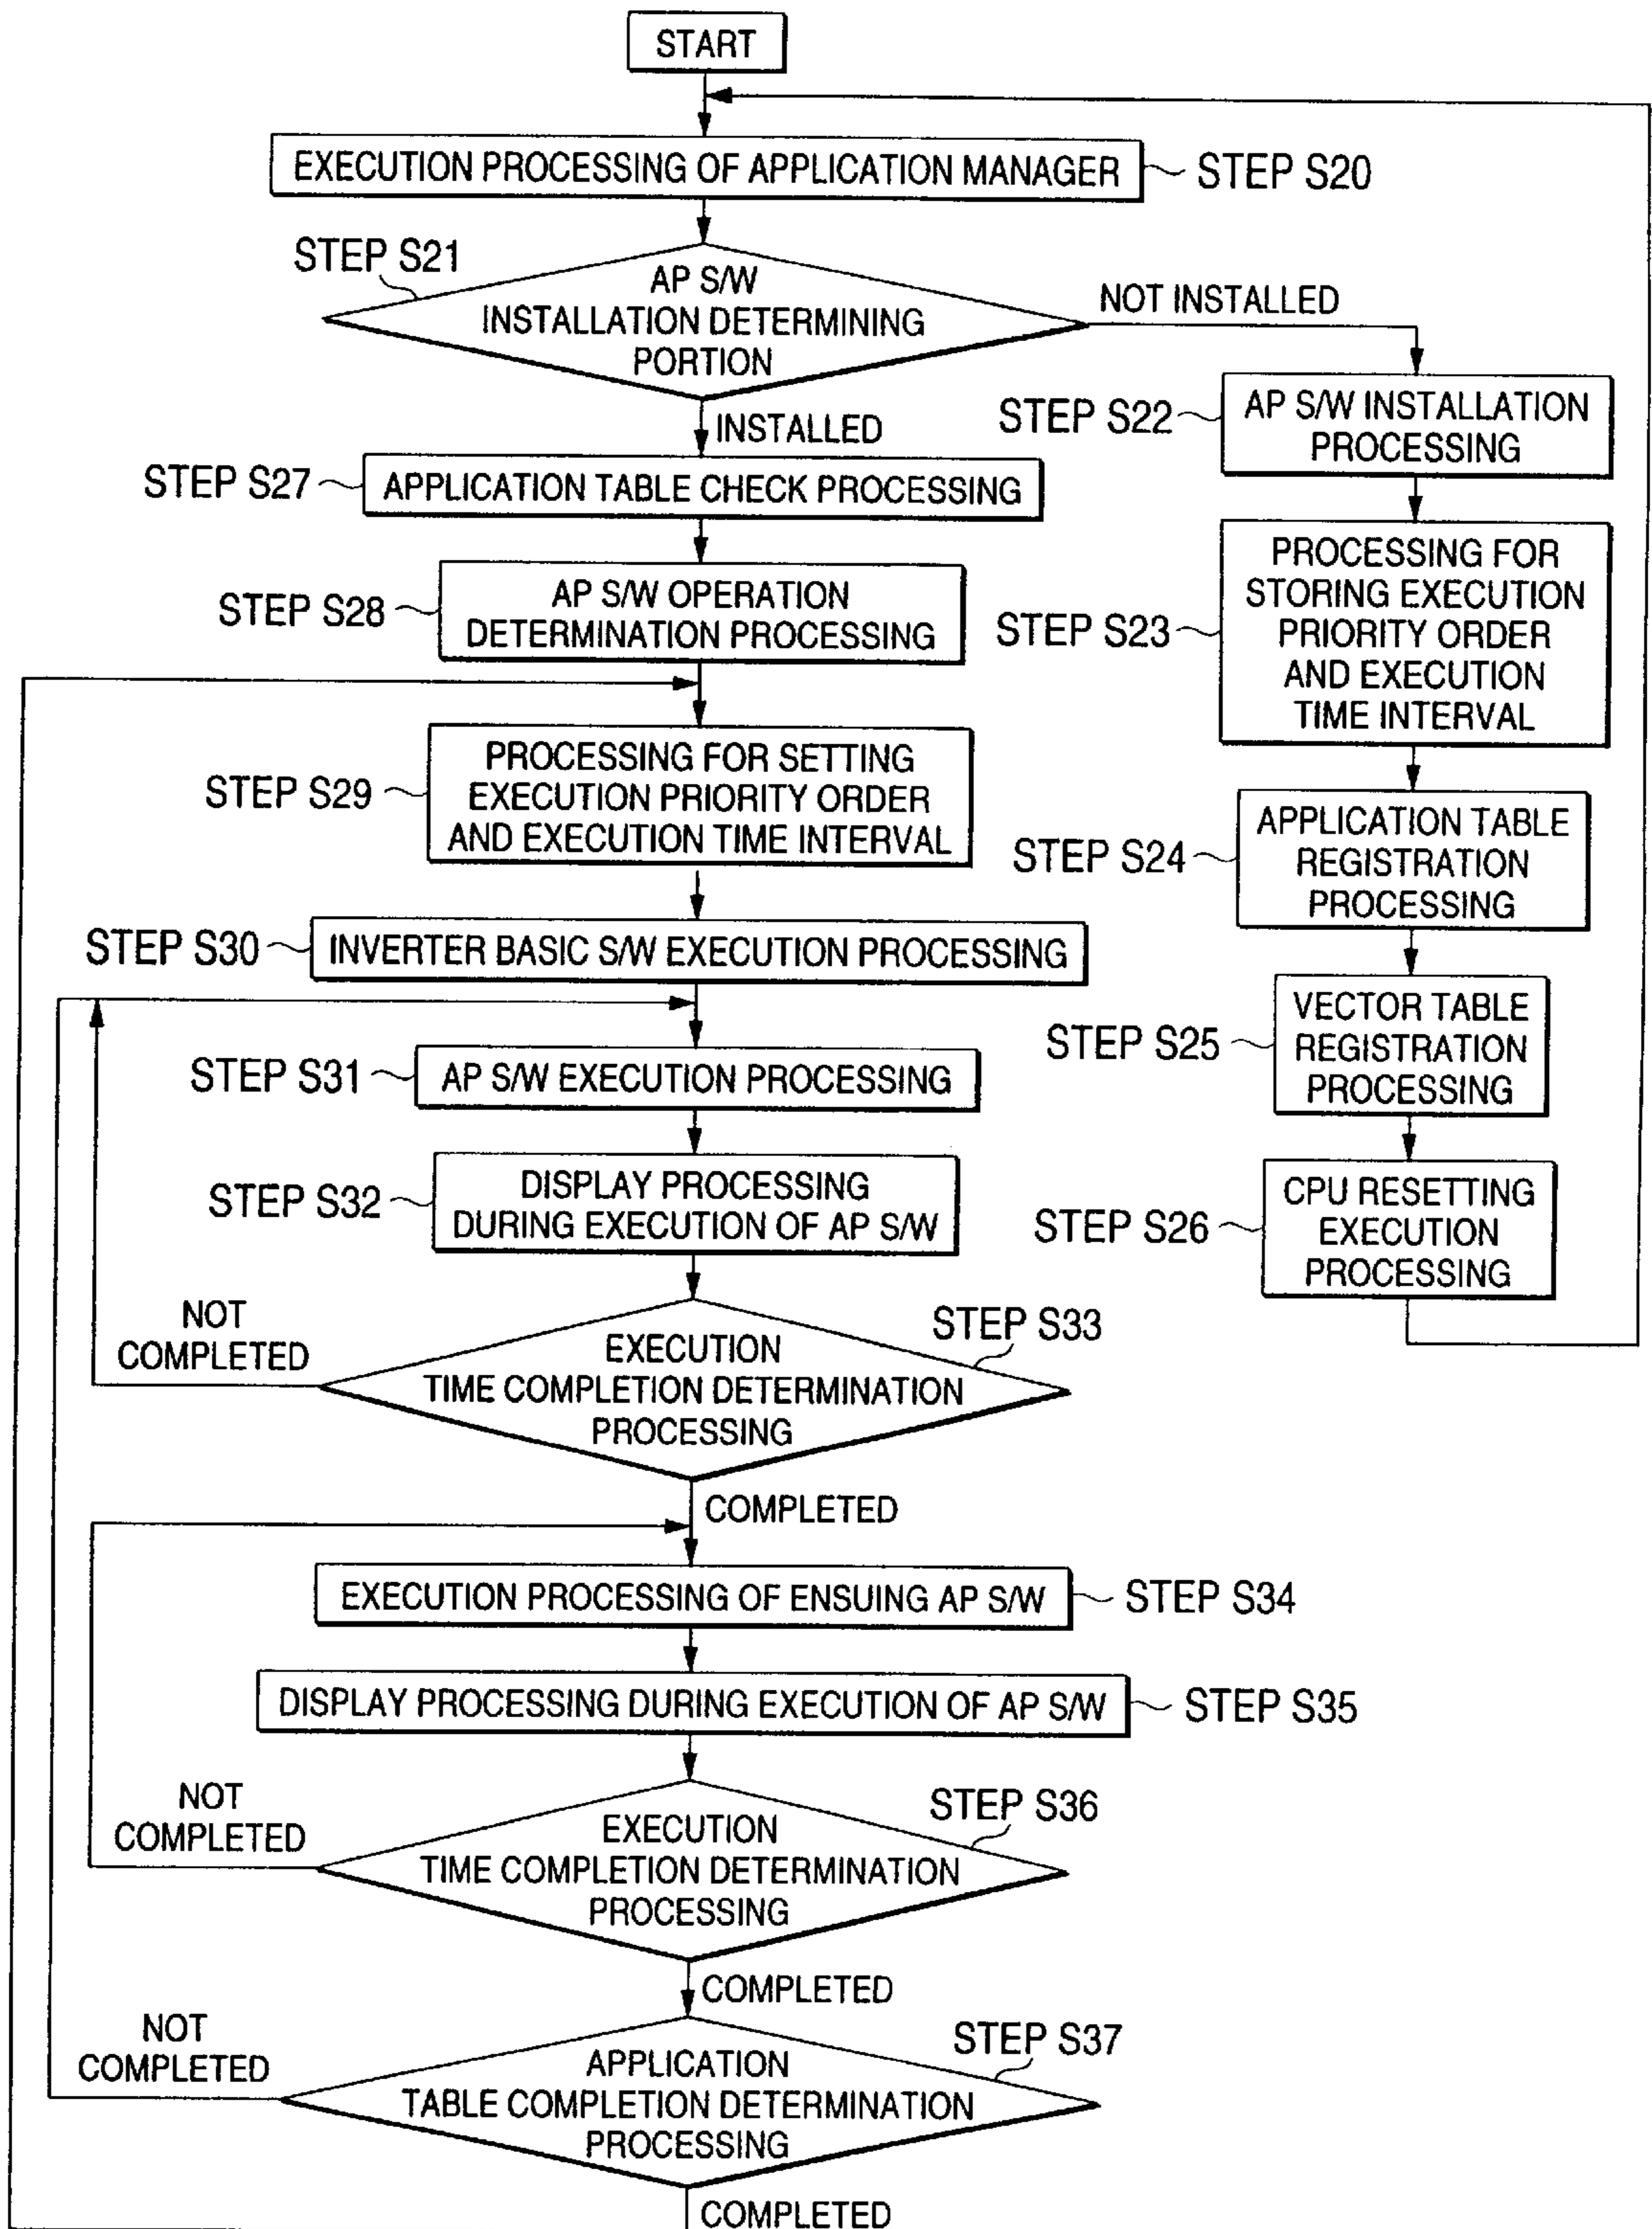 START
EXECUTION PROCESSING OF APPLICATION MANAGER
STEP S20
STEP S21
AP S/W
INSTALLATION DETERMINING
PORTION
NOT INSTALLED
INSTALLED
STEP S22
AP S/W INSTALLATION
PROCESSING
STEP S27
APPLICATION TABLE CHECK PROCESSING
STEP S23
PROCESSING FOR
STORING EXECUTION
PRIORITY ORDER
AND EXECUTION
TIME INTERVAL
STEP S28
AP S/W OPERATION
DETERMINATION PROCESSING
STEP S29
PROCESSING FOR SETTING
EXECUTION PRIORITY ORDER
AND EXECUTION TIME INTERVAL
STEP S24
APPLICATION TABLE
REGISTRATION
PROCESSING
STEP S30
INVERTER BASIC S/W EXECUTION PROCESSING
STEP S25
VECTOR TABLE
REGISTRATION
PROCESSING
STEP S31
AP S/W EXECUTION PROCESSING
STEP S32
DISPLAY PROCESSING
DURING EXECUTION OF AP S/W
STEP S26
CPU RESETTING
EXECUTION
PROCESSING
NOT
COMPLETED
STEP S33
EXECUTION
TIME COMPLETION DETERMINATION
PROCESSING
COMPLETED
EXECUTION PROCESSING OF ENSUING AP S/W
STEP S34
DISPLAY PROCESSING DURING EXECUTION OF AP S/W
STEP S35
NOT
COMPLETED
STEP S36
EXECUTION
TIME COMPLETION DETERMINATION
PROCESSING
COMPLETED
NOT
COMPLETED
STEP S37
APPLICATION
TABLE COMPLETION DETERMINATION
PROCESSING
COMPLETED